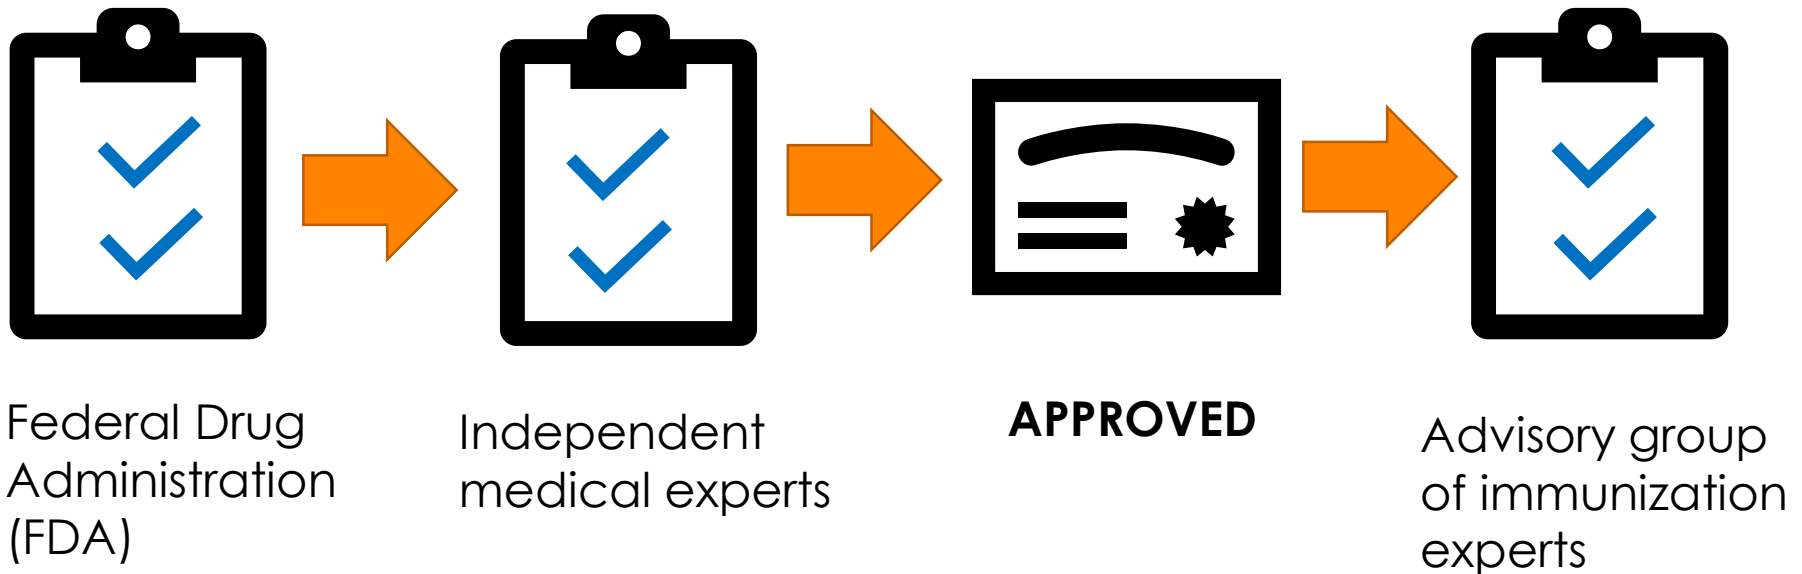 Federal Drug
Administration
(FDA)
Independent
medical experts
APPROVED
Advisory group
of immunization
experts